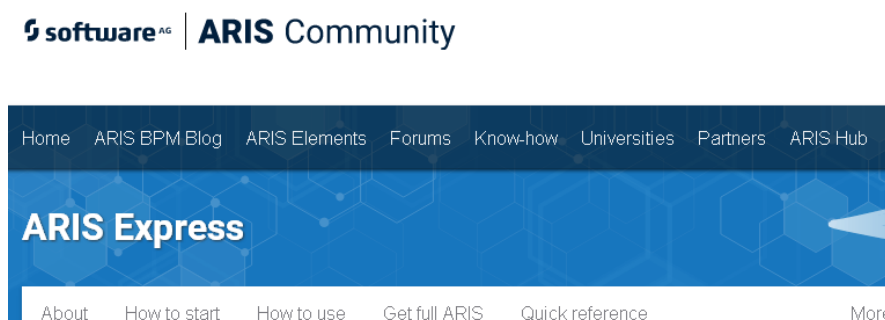 software AG ARIS Community
Home ARIS BPM Blog ARIS Elements Forums Know-how Universities Partners ARIS Hub
ARIS Express
About How to start How to use Get full ARIS Quick reference More